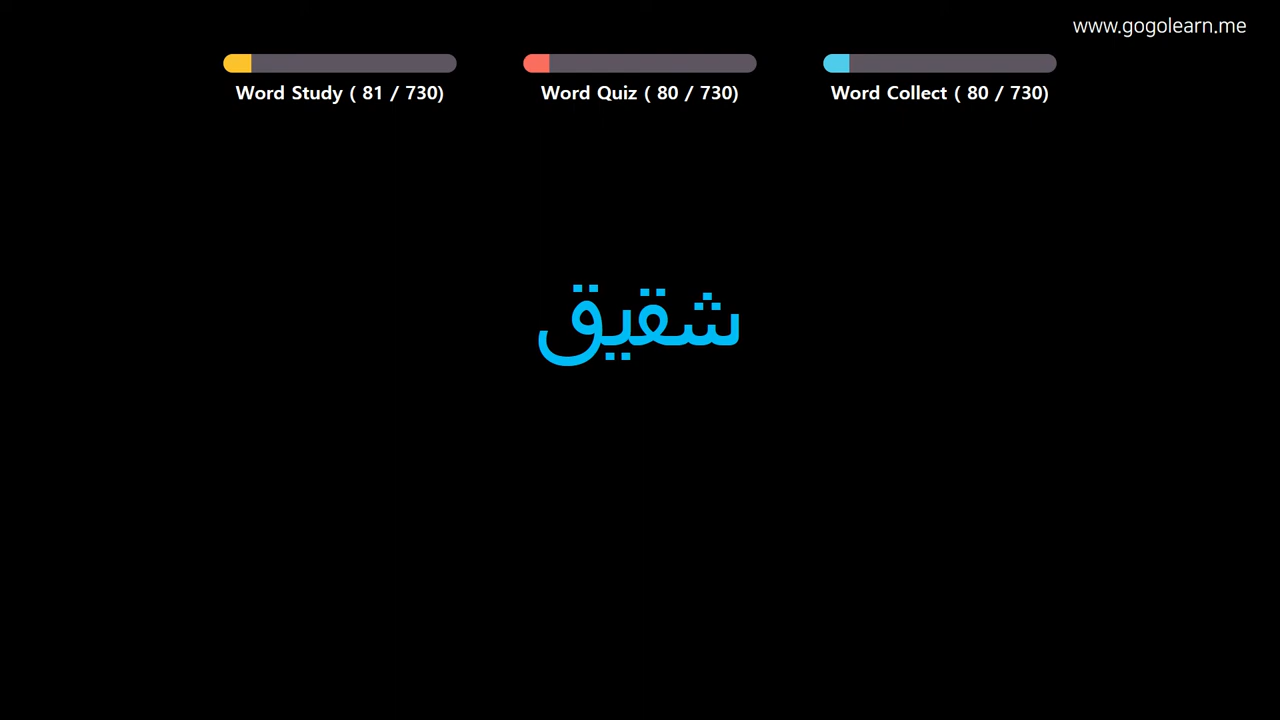 www.gogolearn.me
Word Study ( 81 / 730)
Word Quiz ( 80 / 730)
Word Collect ( 80 / 730)
شقيق